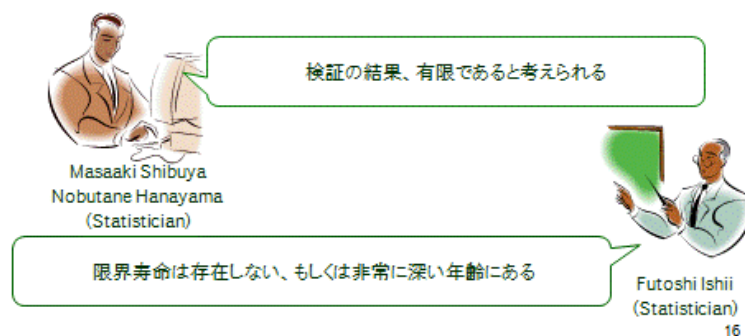 検証の結果、有限であると考えられる
Masaaki Shibuya
Nobutane Hanayama
(Statistician)
限界寿命は存在しない、もしくは非常に深い年齢にある
Futoshi Ishii
(Statistician)
16